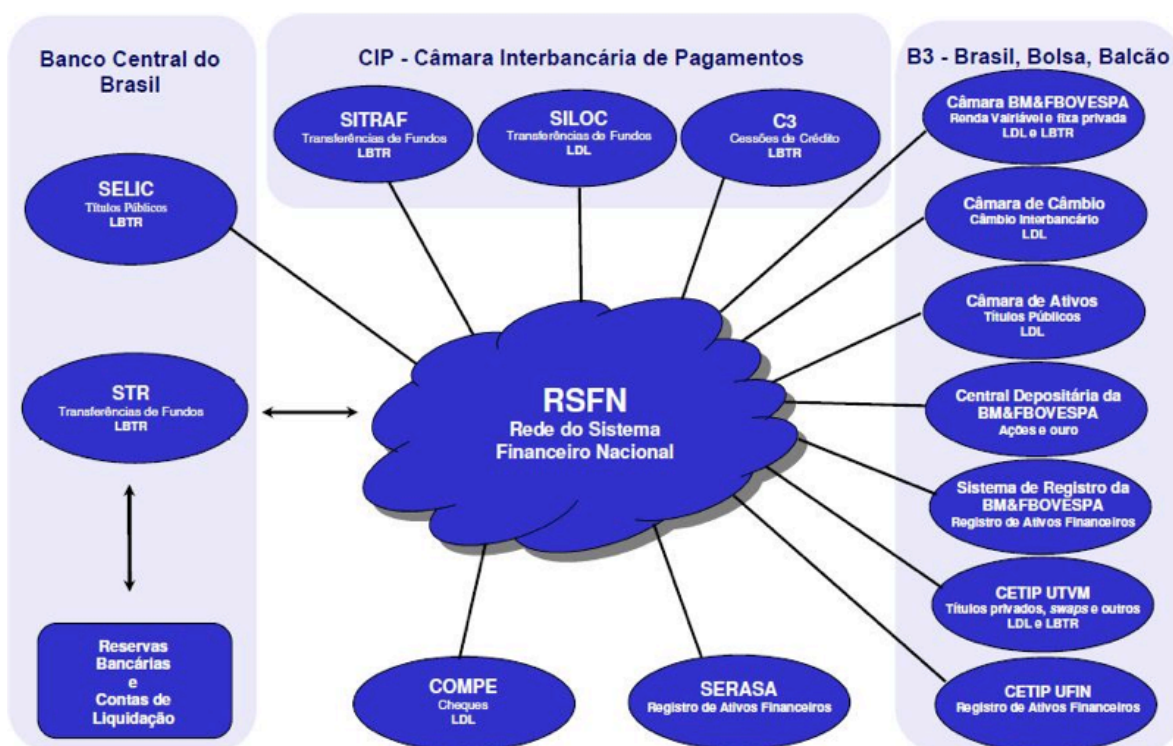 Banco Central do
Brasil
SELIC
Títulos Públicos
LBTR
STR
Transferências de Fundos
LBTR
Reservas
Bancárias
e
Contas de
Liquidação
CIP - Câmara Interbancária de Pagamentos
SITRAF
Transferências de Fundos
LBTR
SILOC
Transferências de Fundos
LDL
C3
Cessões de Crédito
LBTR
RSFN
Rede do Sistema
Financeiro Nacional
COMPE
Cheques
LDL
SERASA
Registro de Ativos Financeiros
B3 - Brasil, Bolsa, Balcão
Câmara BM&FBOVESPA
Renda Vairiável e fixa privada
LDL e LBTR
Câmara de Câmbio
Câmbio Interbancário
LDL
Câmara de Ativos
Títulos Públicos
LDL
Central Depositária da
BM&FBOVESPA
Ações e ouro
Sistema de Registro da
BM&FBOVESPA
Registro de Ativos Financeiros
CETIP UTVM
Títulos privados, swaps e outros
LDL e LBTR
CETIP UFIN
Registro de Ativos Financeiros